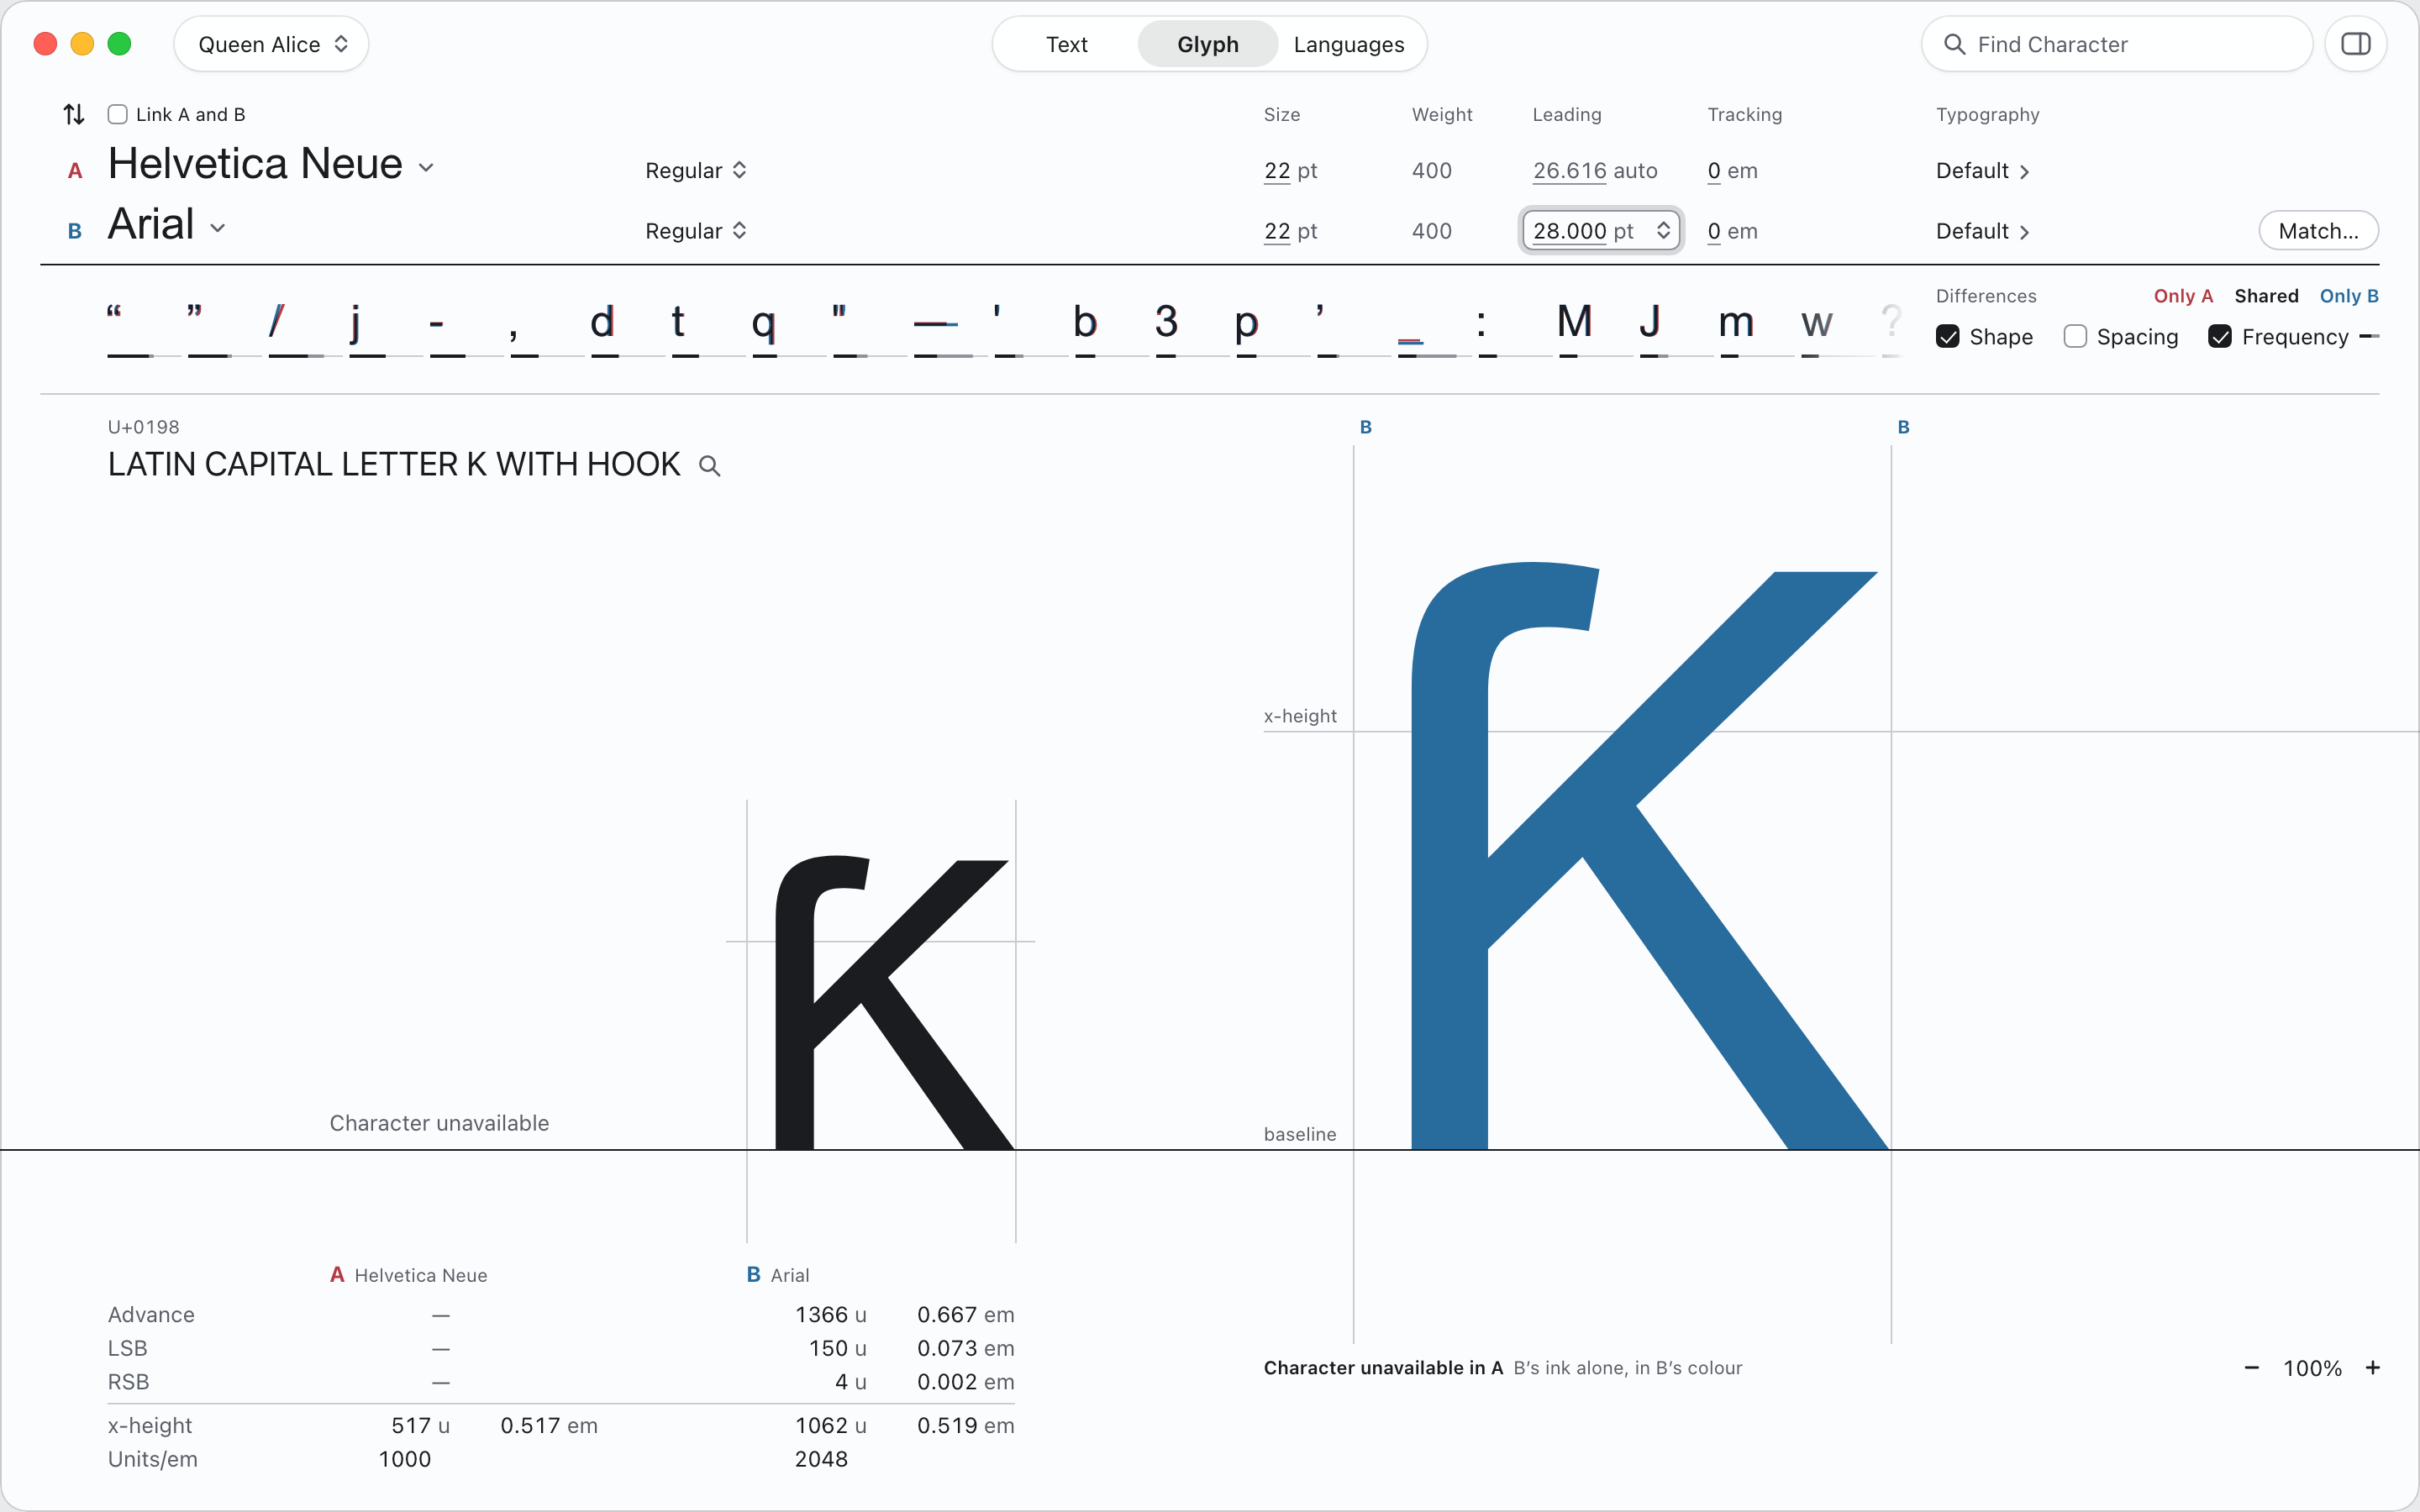 Queen Alice
Text Glyph Languages
Find Character
Link A and B Size Weight Leading Tracking Typography
A Helvetica Neue Regular 22 pt 400 26.616 auto 0 em Default
B Arial Regular 22 pt 400 28.000 pt 0 em Default Match...
“ ” / j - , d t q " — ' b 3 p ’ _ : M J m w ?
Differences Only A Shared Only B
Shape Spacing Frequency
U+0198
LATIN CAPITAL LETTER K WITH HOOK
B B
x-height
Ƙ Ƙ
Character unavailable
baseline
A Helvetica Neue B Arial
Advance — 1366 u 0.667 em
LSB — 150 u 0.073 em
RSB — 4 u 0.002 em
x-height 517 u 0.517 em 1062 u 0.519 em
Units/em 1000 2048
Character unavailable in A B’s ink alone, in B’s colour
− 100% +